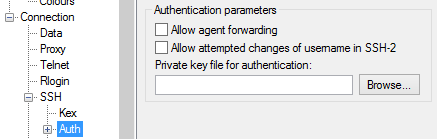 Colours
Connection
Data
Proxy
Telnet
Rlogin
SSH
Kex
Auth
Authentication parameters
Allow agent forwarding
Allow attempted changes of username in SSH-2
Private key file for authentication:
Browse...